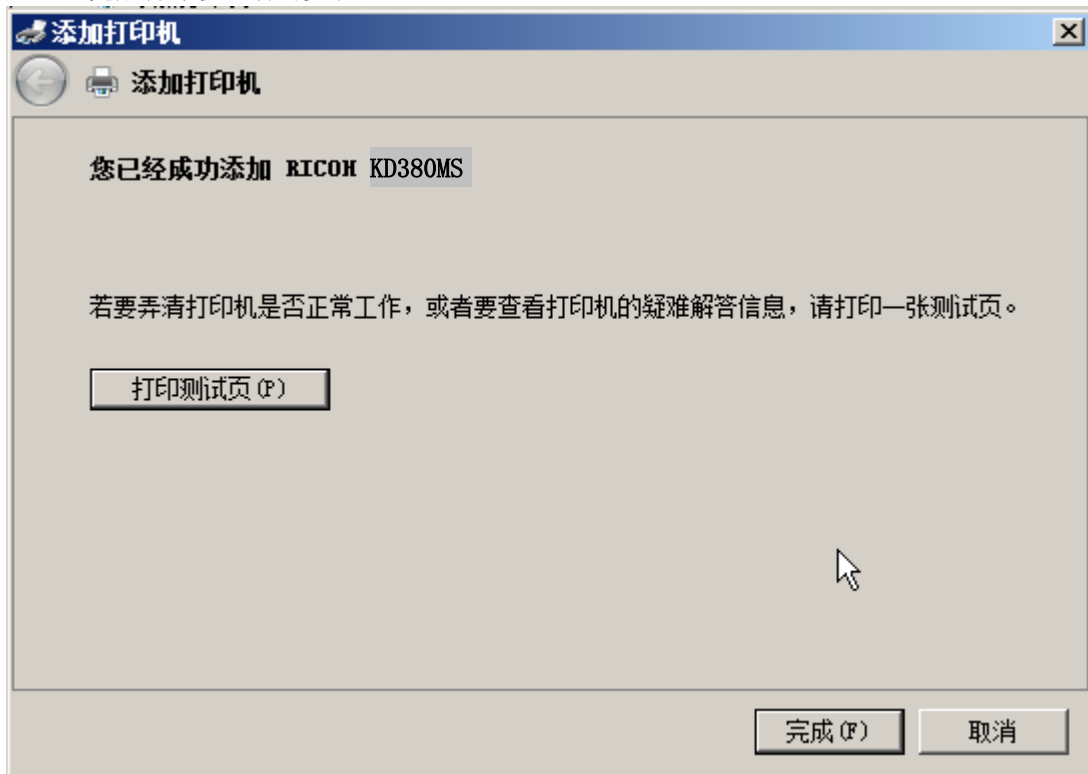 添加打印机
添加打印机
您已经成功添加 RICOH KD380MS
若要弄清打印机是否正常工作，或者要查看打印机的疑难解答信息，请打印一张测试页。
打印测试页(P)
完成(F)
取消